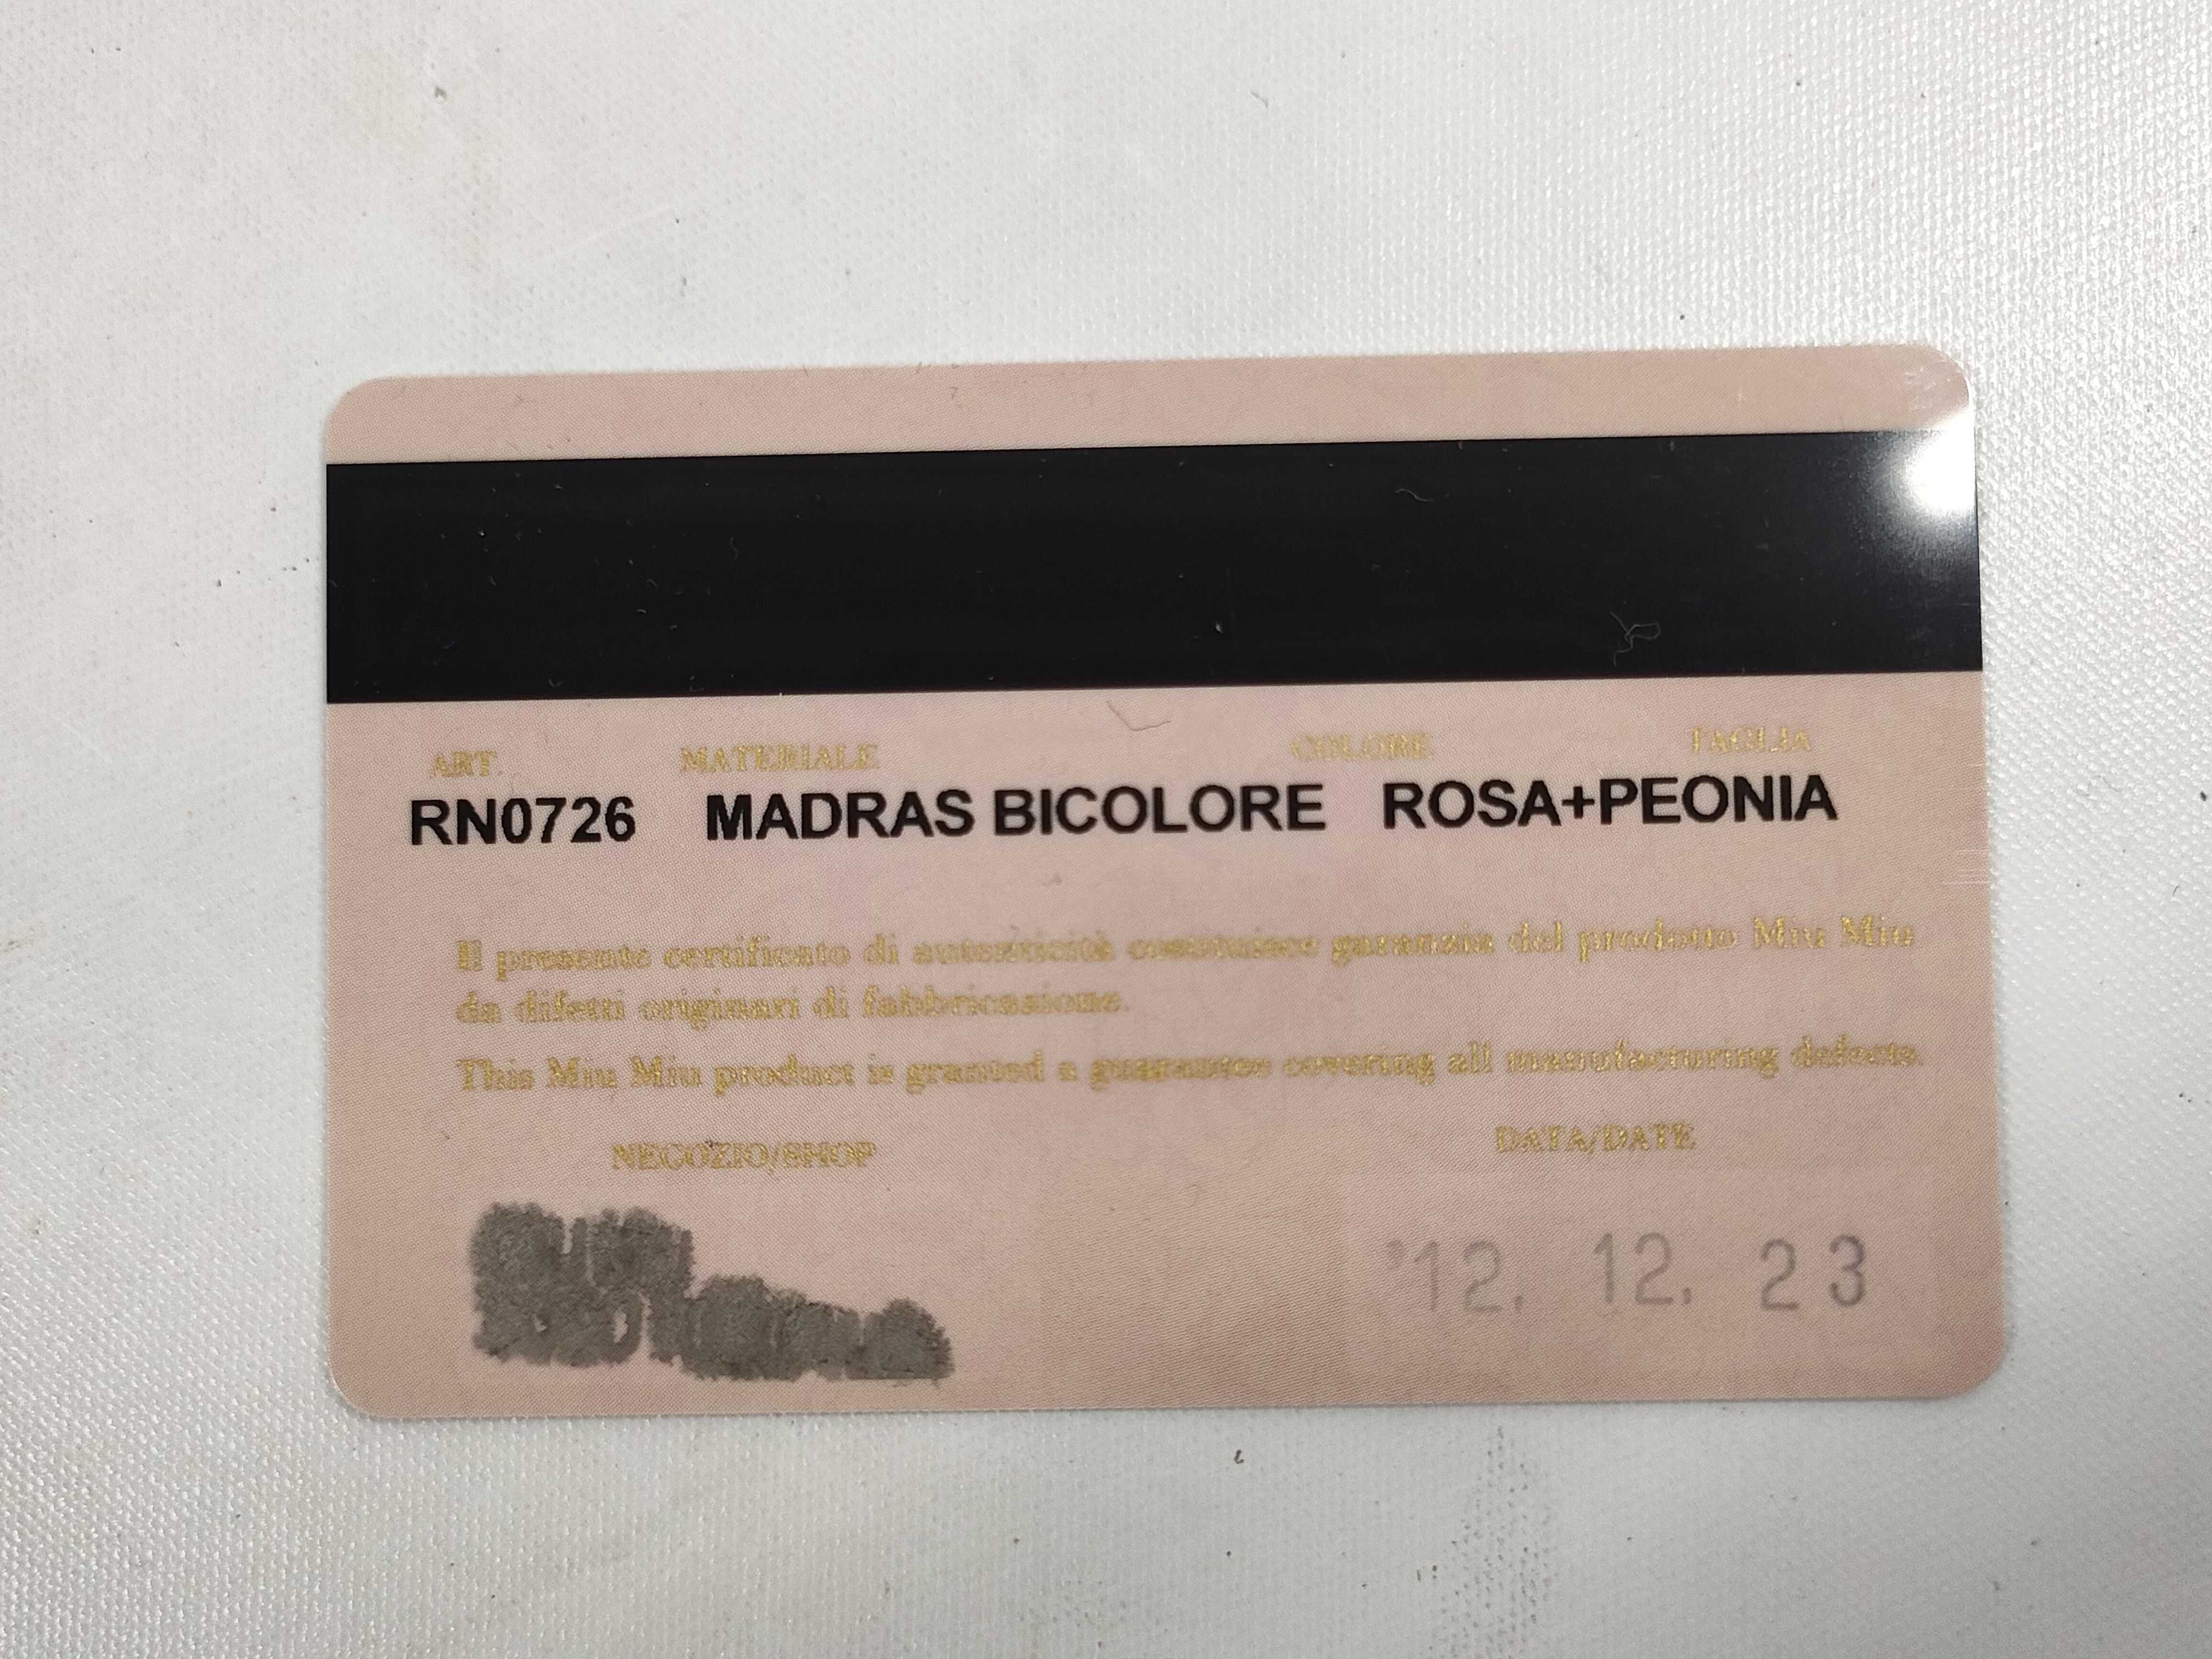 ART. MATERIALE COLORE TAGLIA
RN0726 MADRAS BICOLORE ROSA+PEONIA
Il presente certificato di autenticità costituisce garanzia del prodotto Miu Miu
da difetti originari di fabbricazione.
This Miu Miu product is granted a guarantee covering all manufacturing defects.
NEGOZIO/SHOP DATA/DATE
'12. 12. 23